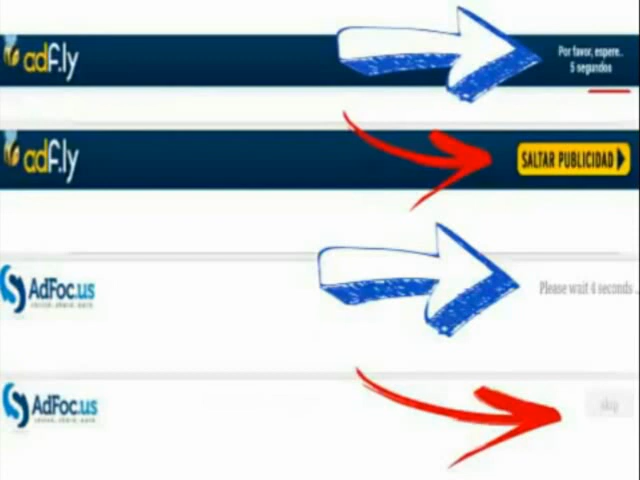 adf.ly
Por favor, espere..
5 segundos
adf.ly
SALTAR PUBLICIDAD
AdFoc.us
Please wait 4 seconds ..
AdFoc.us
skip